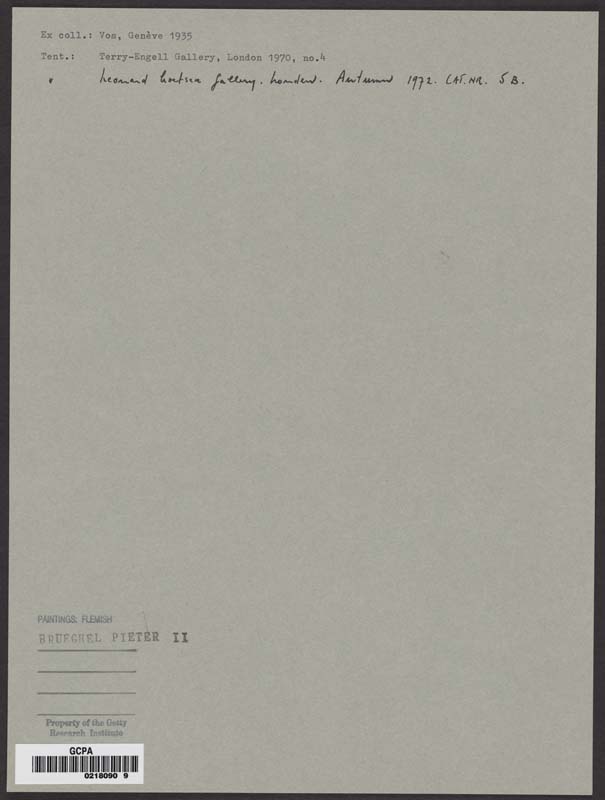 Ex coll.: Vos, Genève 1935
Tent.: Terry-Engell Gallery, London 1970, no.4
" Leonard Koetser Gallery. Londen. Autumn 1972. CAT.NR. 5B.
PAINTINGS: FLEMISH
BRUEGHEL PIETER II
Property of the Getty
Research Institute
GCPA
0218090 9